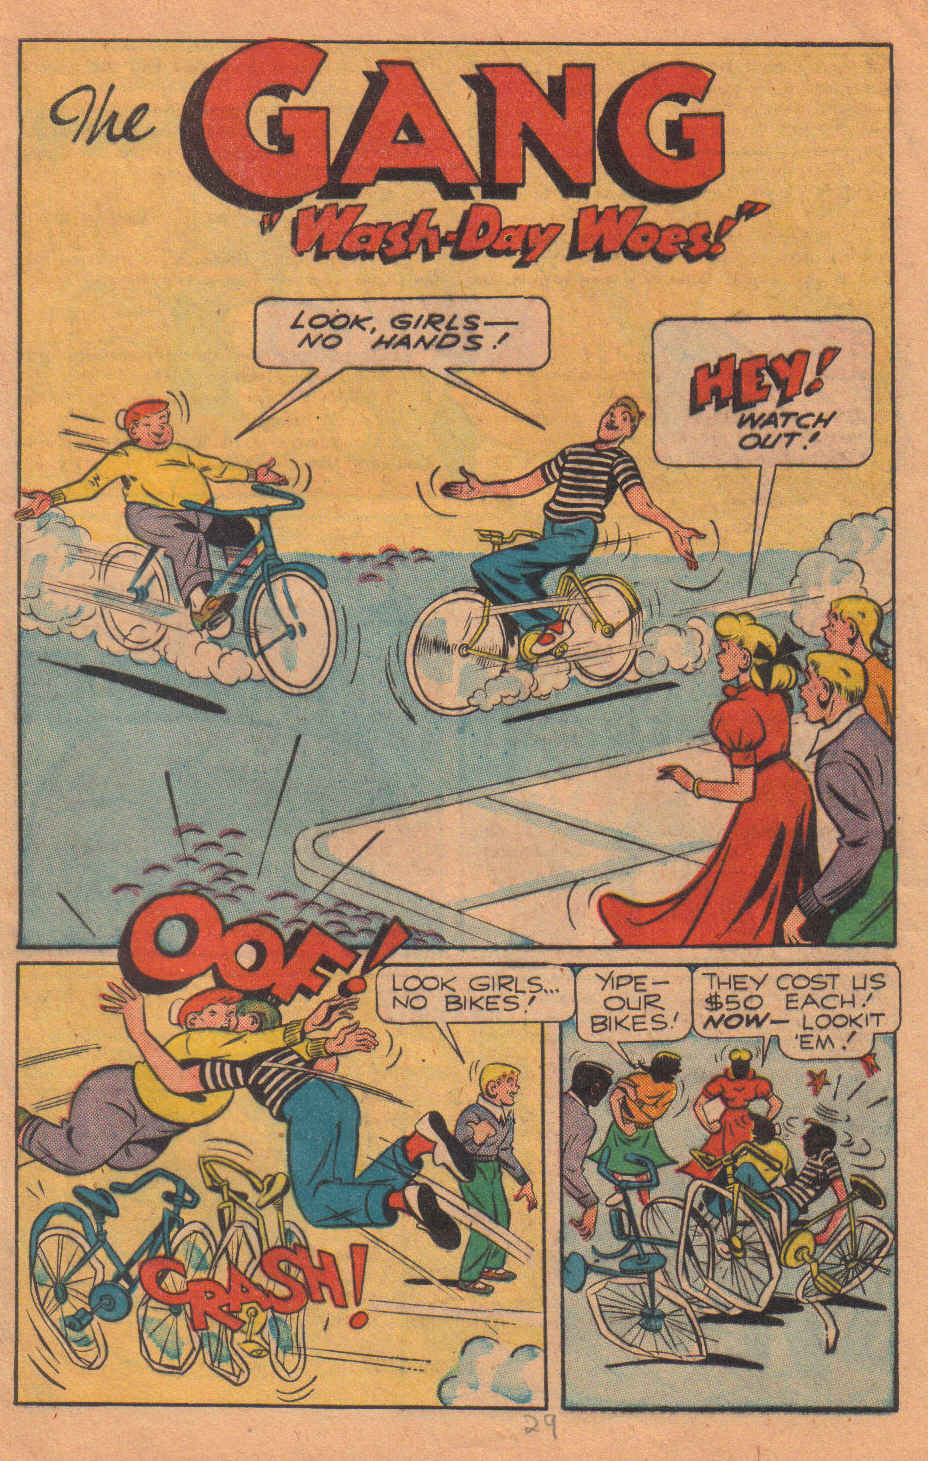 The GANG
"Wash-Day Woes!"
LOOK, GIRLS—
NO HANDS!
HEY!
WATCH
OUT!
OOF!
LOOK GIRLS...
NO BIKES!
CRASH!
YIPE—
OUR
BIKES!
THEY COST US
$50 EACH!
NOW— LOOKIT
'EM!
29